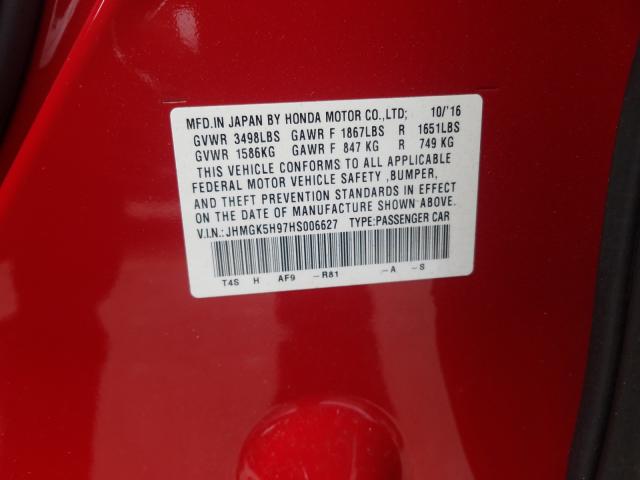 MFD.IN JAPAN BY HONDA MOTOR CO.,LTD; 10/'16
GVWR 3498LBS GAWR F 1867LBS R 1651LBS
GVWR 1586KG GAWR F 847 KG R 749 KG
THIS VEHICLE CONFORMS TO ALL APPLICABLE
FEDERAL MOTOR VEHICLE SAFETY ,BUMPER,
AND THEFT PREVENTION STANDARDS IN EFFECT
ON THE DATE OF MANUFACTURE SHOWN ABOVE.
V.I.N.:JHMGK5H97HS006627 TYPE:PASSENGER CAR
T4S H AF9 -R81 -A -S